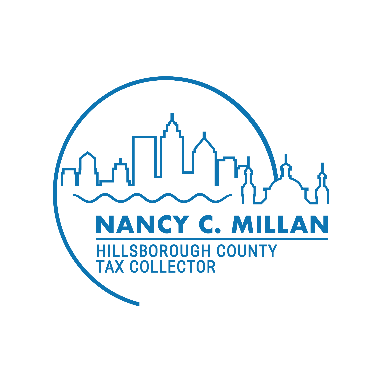 NANCY C. MILLAN
HILLSBOROUGH COUNTY
TAX COLLECTOR